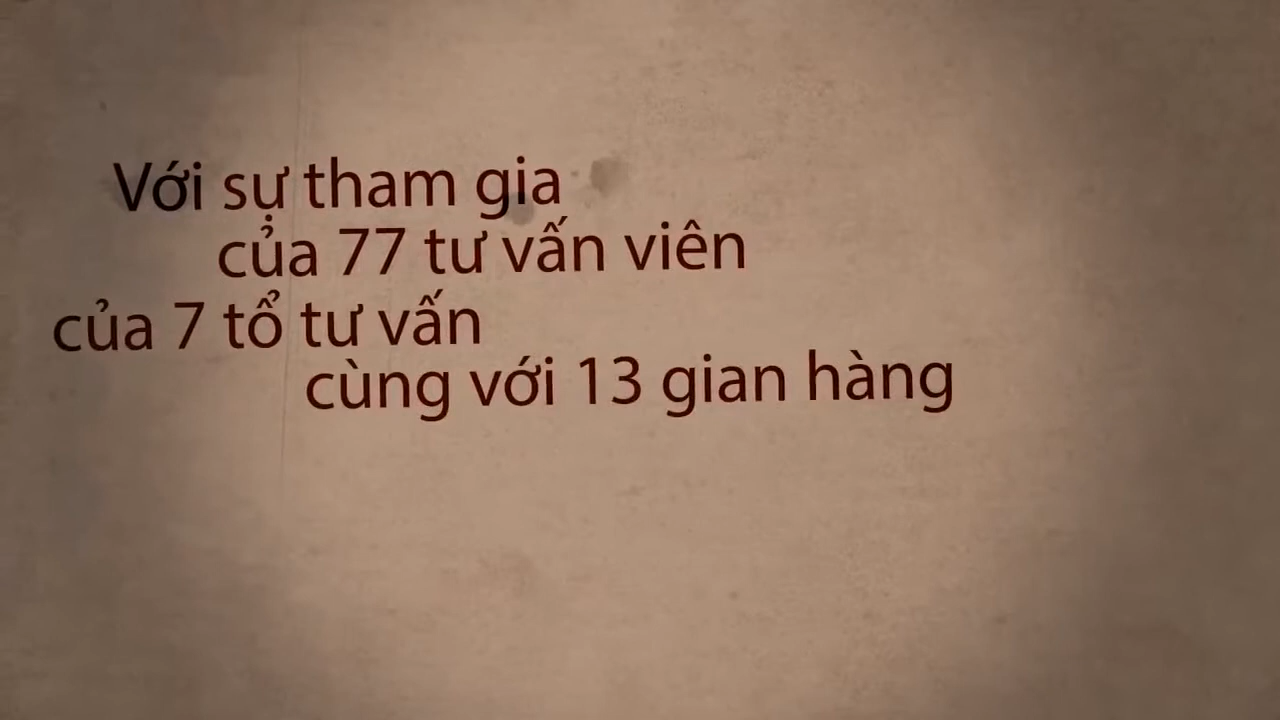 Với sự tham gia
của 77 tư vấn viên
của 7 tổ tư vấn
cùng với 13 gian hàng